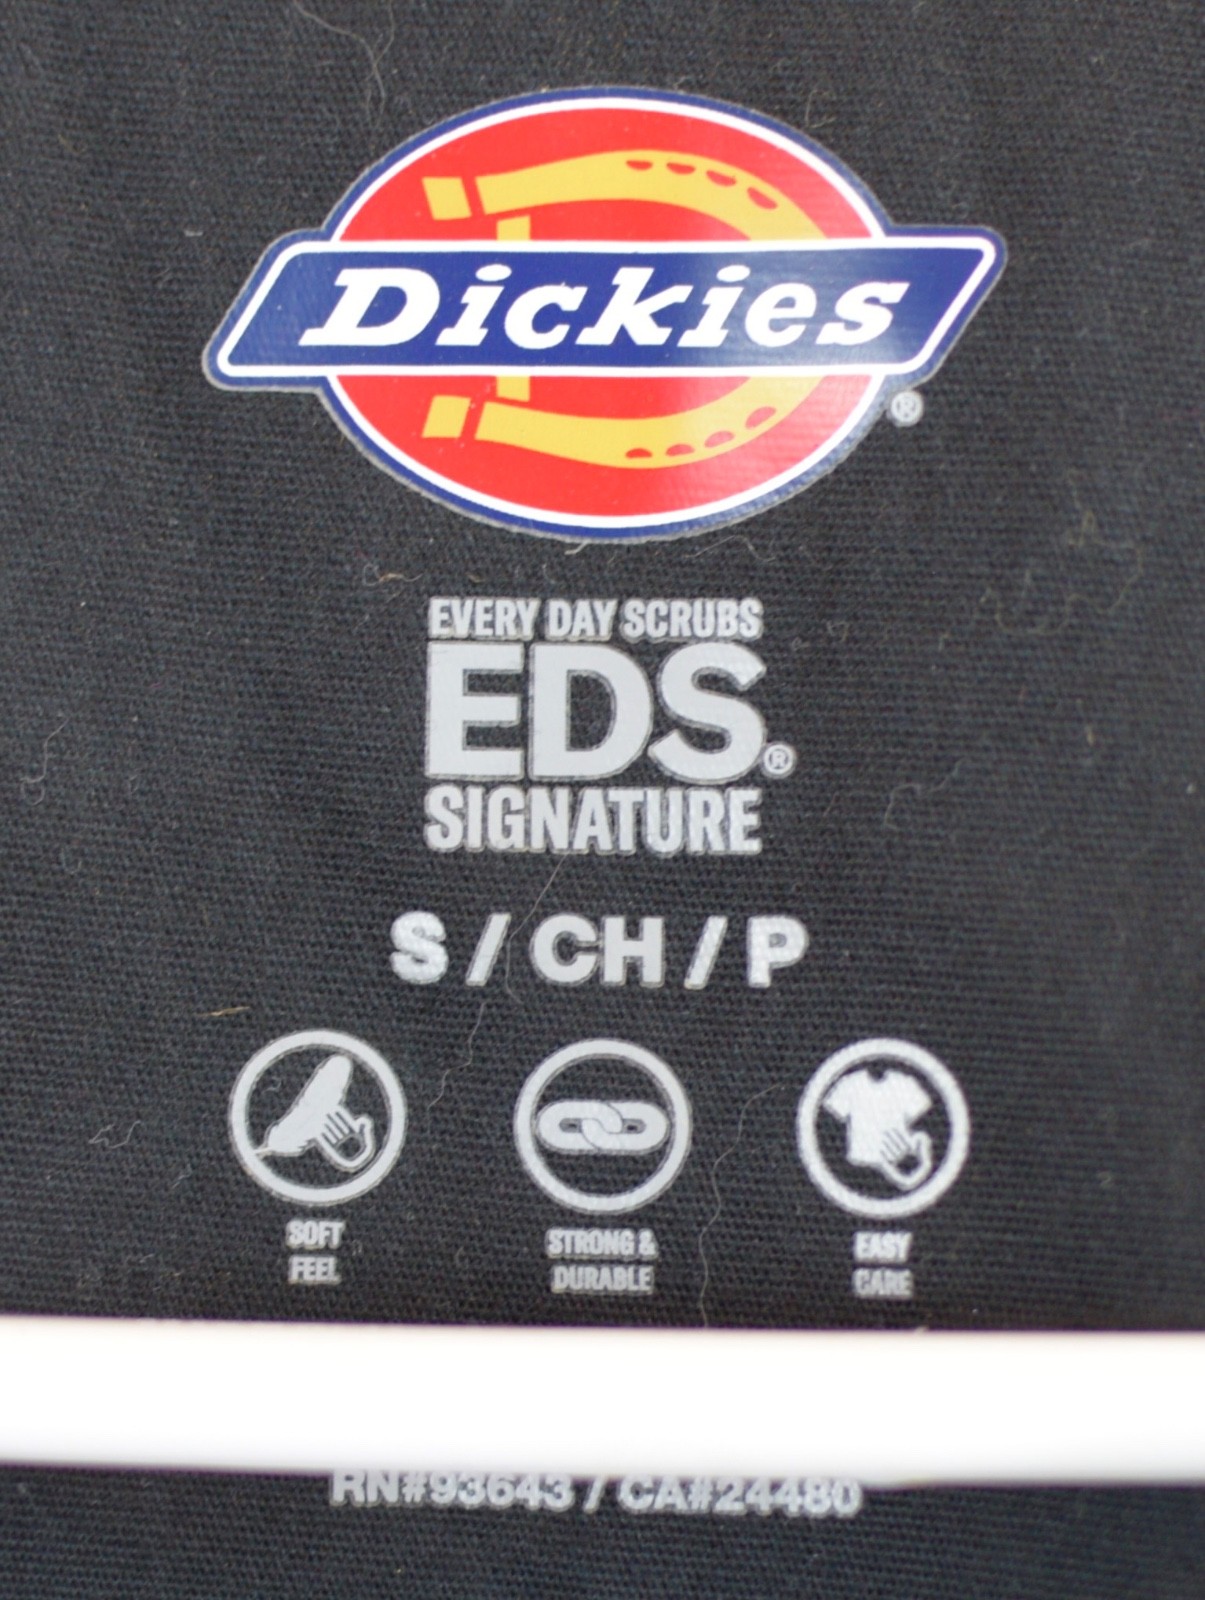 Dickies
®
EVERY DAY SCRUBS
EDS®
SIGNATURE
S / CH / P
SOFT
FEEL
STRONG &
DURABLE
EASY
CARE
RN#93643 / CA#24480